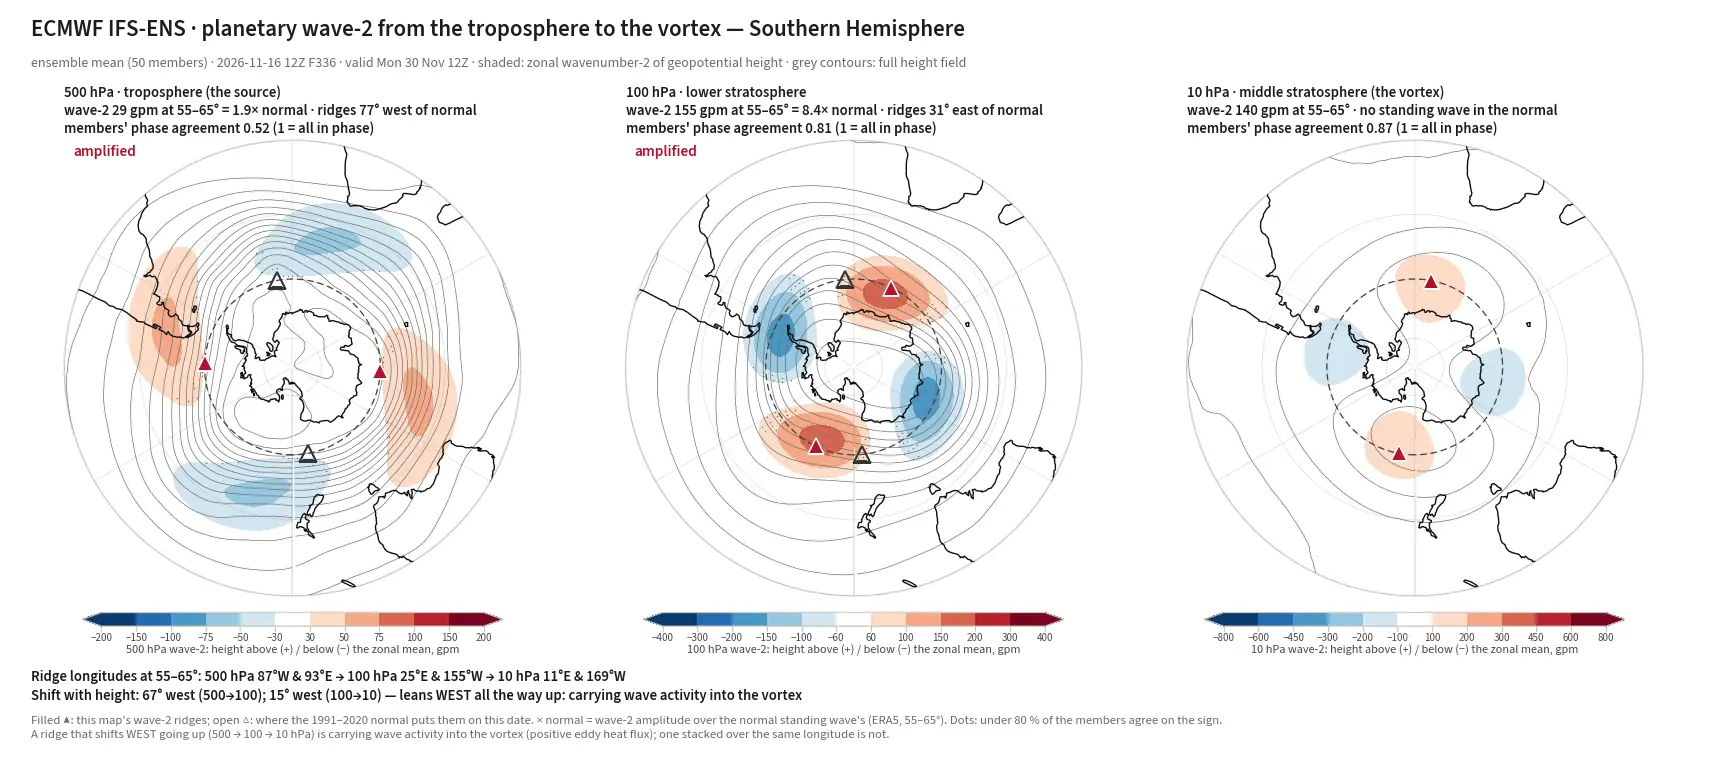 ECMWF IFS-ENS · planetary wave-2 from the troposphere to the vortex — Southern Hemisphere
ensemble mean (50 members) · 2026-11-16 12Z F336 · valid Mon 30 Nov 12Z · shaded: zonal wavenumber-2 of geopotential height · grey contours: full height field
500 hPa · troposphere (the source)
wave-2 29 gpm at 55–65° = 1.9× normal · ridges 77° west of normal
members' phase agreement 0.52 (1 = all in phase)
amplified
100 hPa · lower stratosphere
wave-2 155 gpm at 55–65° = 8.4× normal · ridges 31° east of normal
members' phase agreement 0.81 (1 = all in phase)
amplified
10 hPa · middle stratosphere (the vortex)
wave-2 140 gpm at 55–65° · no standing wave in the normal
members' phase agreement 0.87 (1 = all in phase)
−200 −150 −100 −75 −50 −30 30 50 75 100 150 200
500 hPa wave-2: height above (+) / below (−) the zonal mean, gpm
−400 −300 −200 −150 −100 −60 60 100 150 200 300 400
100 hPa wave-2: height above (+) / below (−) the zonal mean, gpm
−800 −600 −450 −300 −200 −100 100 200 300 450 600 800
10 hPa wave-2: height above (+) / below (−) the zonal mean, gpm
Ridge longitudes at 55–65°: 500 hPa 87°W & 93°E → 100 hPa 25°E & 155°W → 10 hPa 11°E & 169°W
Shift with height: 67° west (500→100); 15° west (100→10) — leans WEST all the way up: carrying wave activity into the vortex
Filled ▲: this map's wave-2 ridges; open △: where the 1991–2020 normal puts them on this date. × normal = wave-2 amplitude over the normal standing wave's (ERA5, 55–65°). Dots: under 80 % of the members agree on the sign.
A ridge that shifts WEST going up (500 → 100 → 10 hPa) is carrying wave activity into the vortex (positive eddy heat flux); one stacked over the same longitude is not.